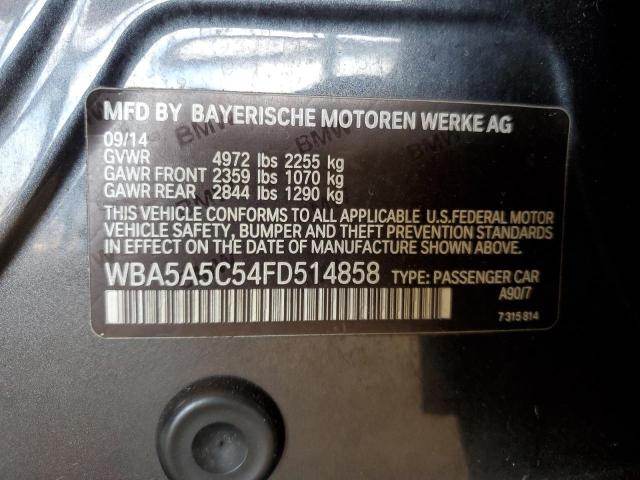 MFD BY BAYERISCHE MOTOREN WERKE AG
09/14
GVWR 4972 lbs 2255 kg
GAWR FRONT 2359 lbs 1070 kg
GAWR REAR 2844 lbs 1290 kg
THIS VEHICLE CONFORMS TO ALL APPLICABLE U.S.FEDERAL MOTOR
VEHICLE SAFETY, BUMPER AND THEFT PREVENTION STANDARDS
IN EFFECT ON THE DATE OF MANUFACTURE SHOWN ABOVE.
WBA5A5C54FD514858 TYPE: PASSENGER CAR
A90/7
7 315 814